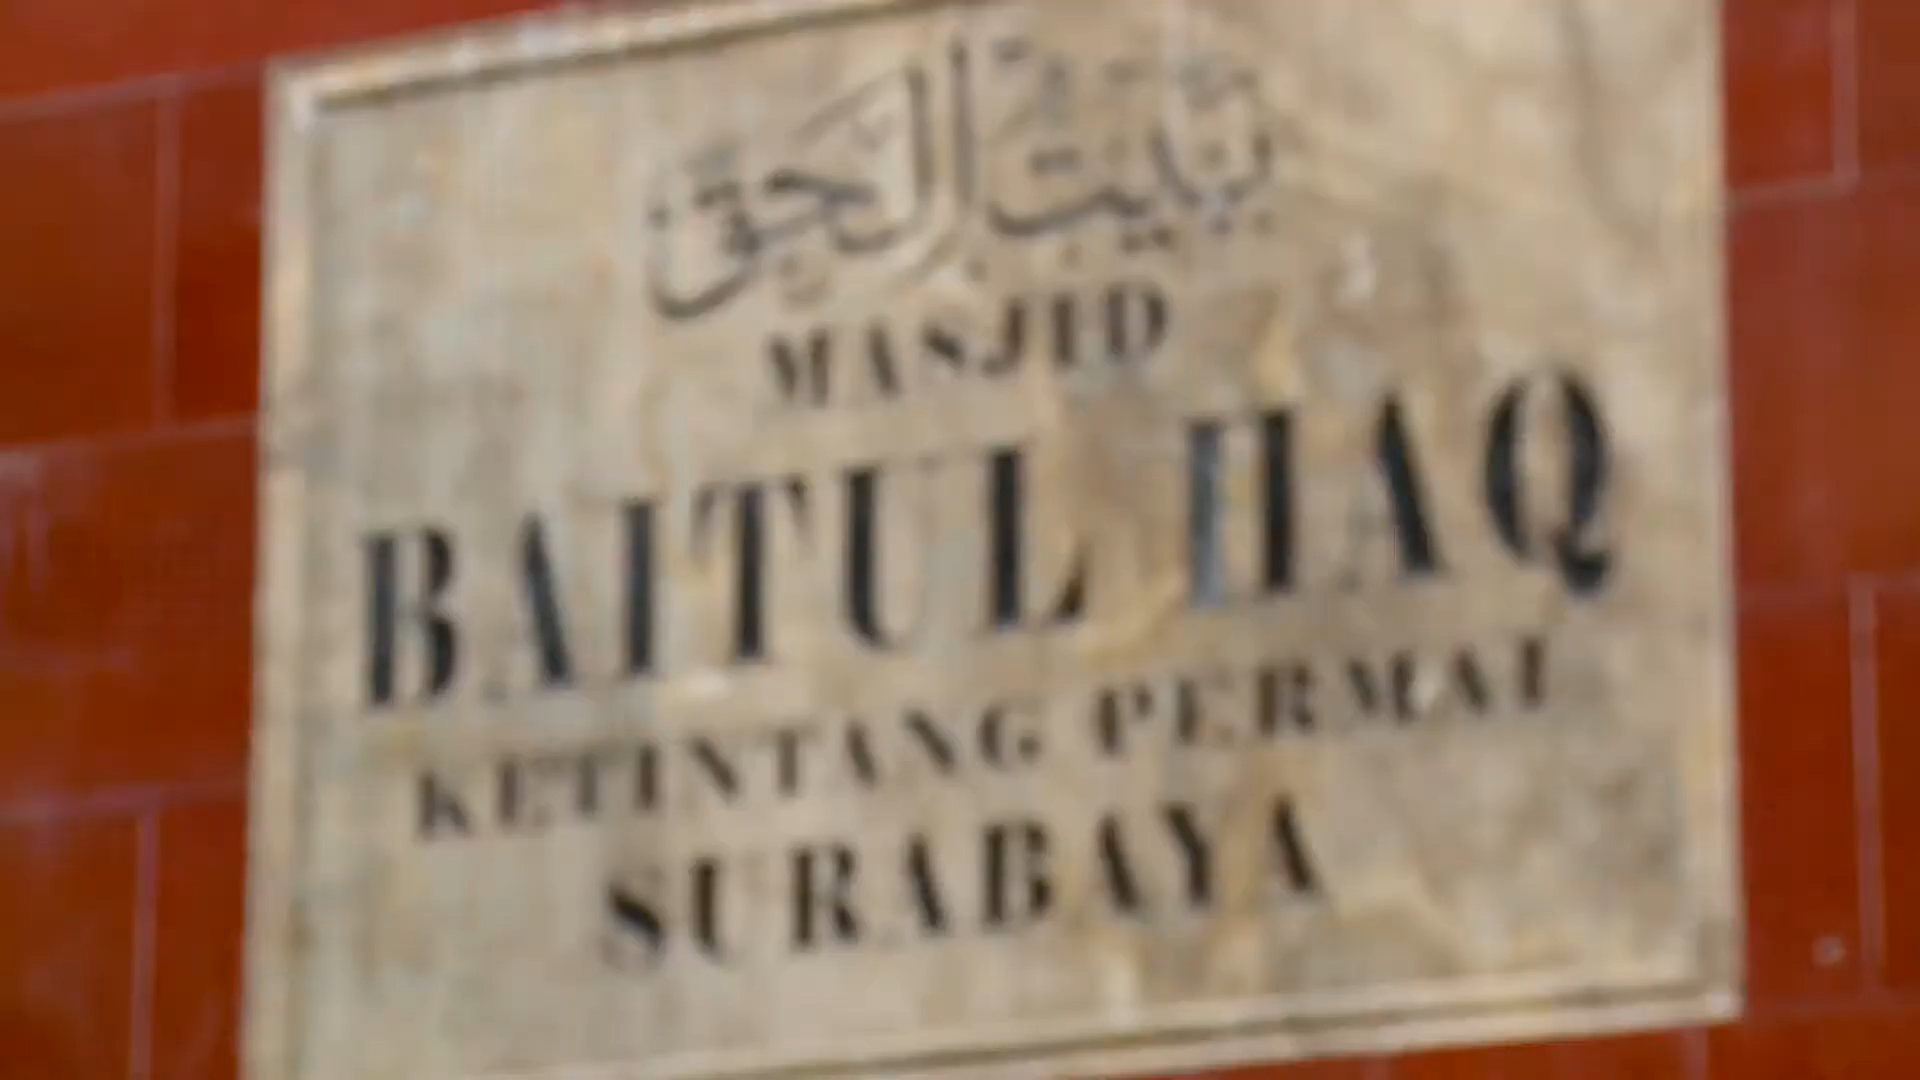 بيت الحق
MASJID
BAITUL HAQ
KETINTANG PERMAI
SURABAYA